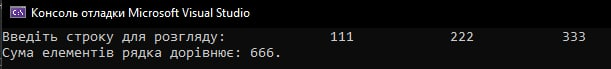 Консоль отладки Microsoft Visual Studio
Введіть строку для розгляду: 111 222 333
Сума елементів рядка дорівнює: 666.